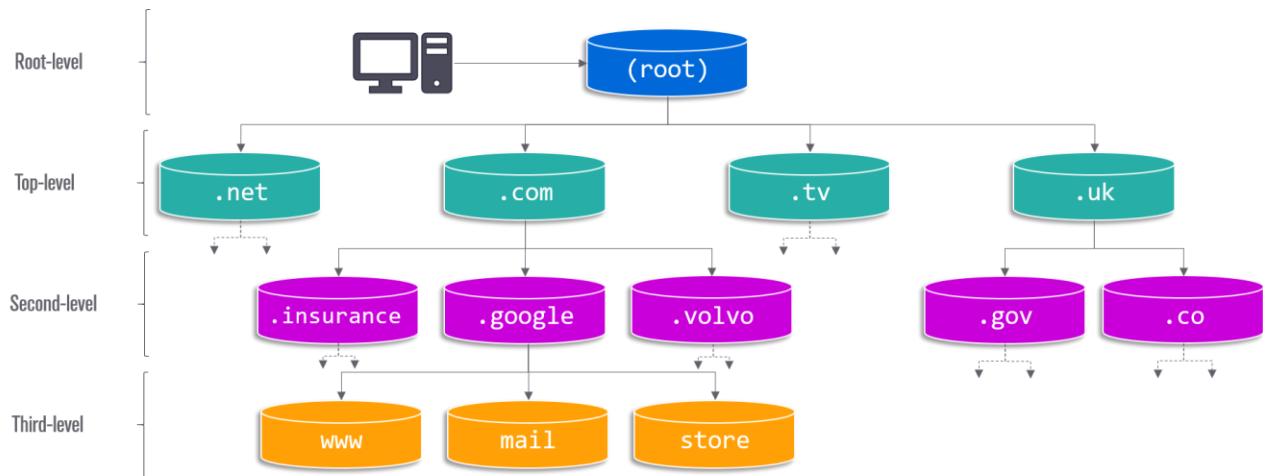 Root-level
(root)
Top-level
.net
.com
.tv
.uk
Second-level
.insurance
.google
.volvo
.gov
.co
Third-level
www
mail
store